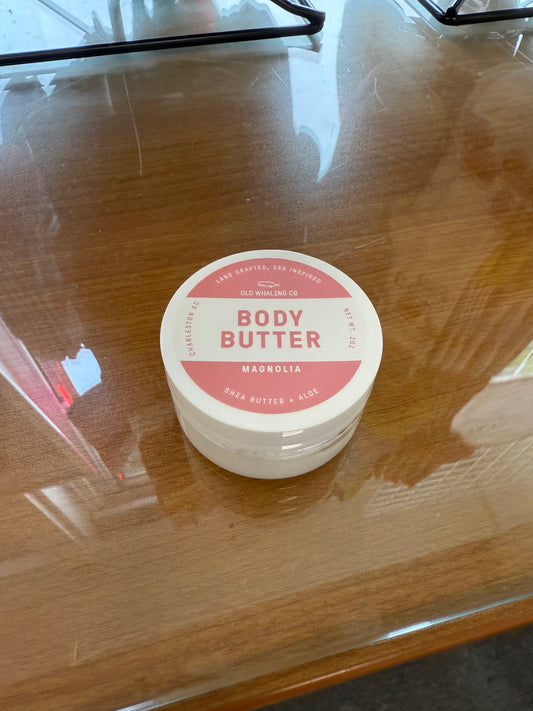 LAND CRAFTED, SEA INSPIRED
OLD WHALING CO
CHARLESTON SC
BODY
BUTTER
NET WT. 2OZ
MAGNOLIA
SHEA BUTTER + ALOE